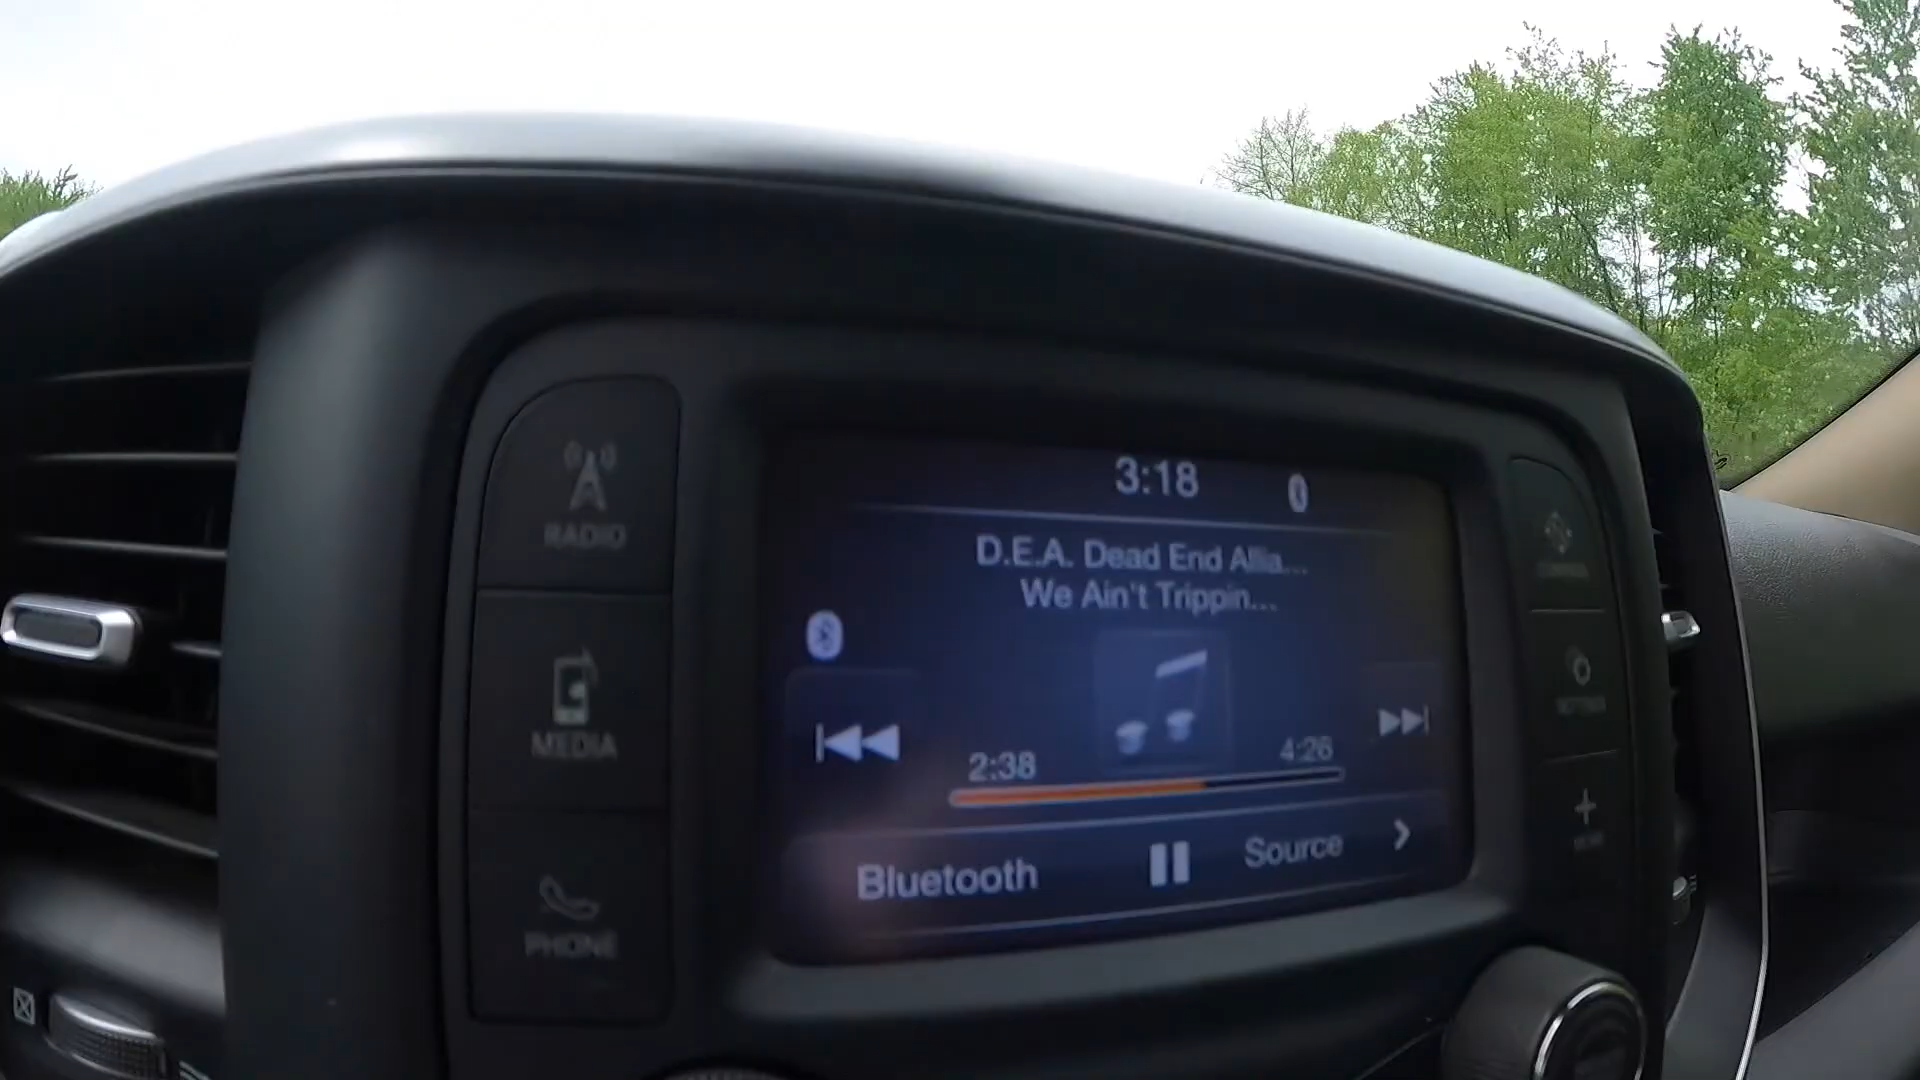 3:18
D.E.A. Dead End Allia...
We Ain't Trippin...
2:38
4:26
Bluetooth
Source
RADIO
MEDIA
PHONE